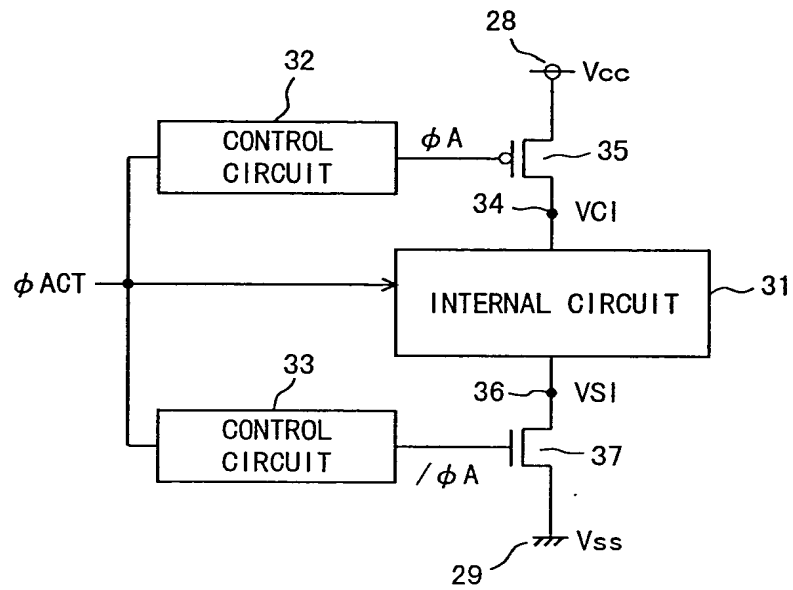 28
Vcc
32
CONTROL
CIRCUIT
φA
35
34
VCI
φACT
INTERNAL CIRCUIT
31
33
36
VSI
CONTROL
CIRCUIT
/φA
37
29
Vss